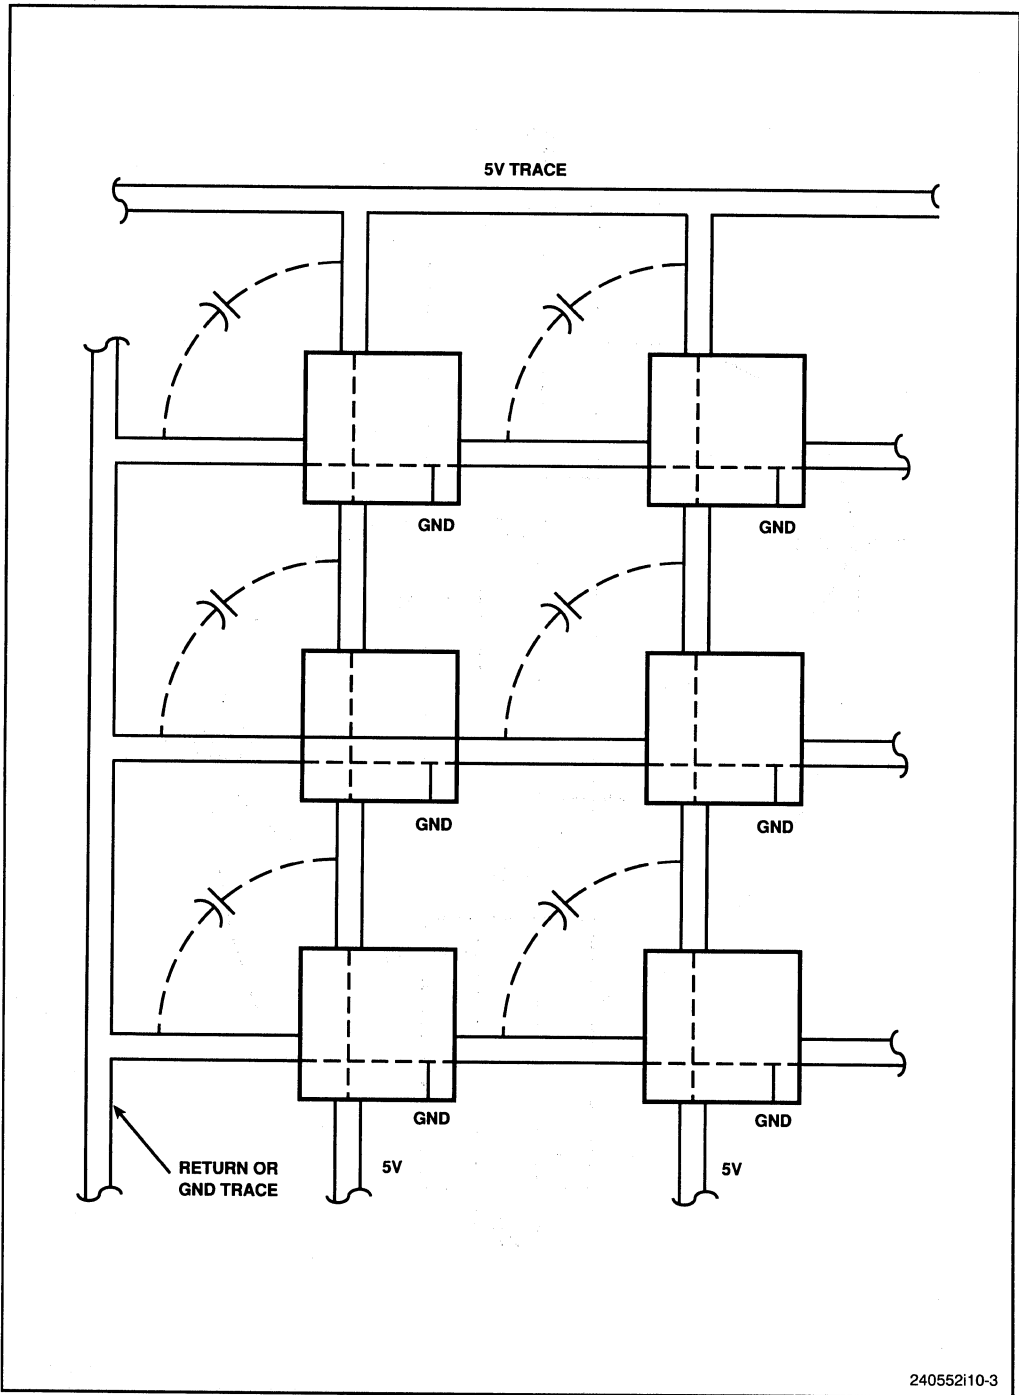 5V TRACE
GND
GND
GND
GND
GND
GND
RETURN OR
GND TRACE
5V
5V
240552i10-3